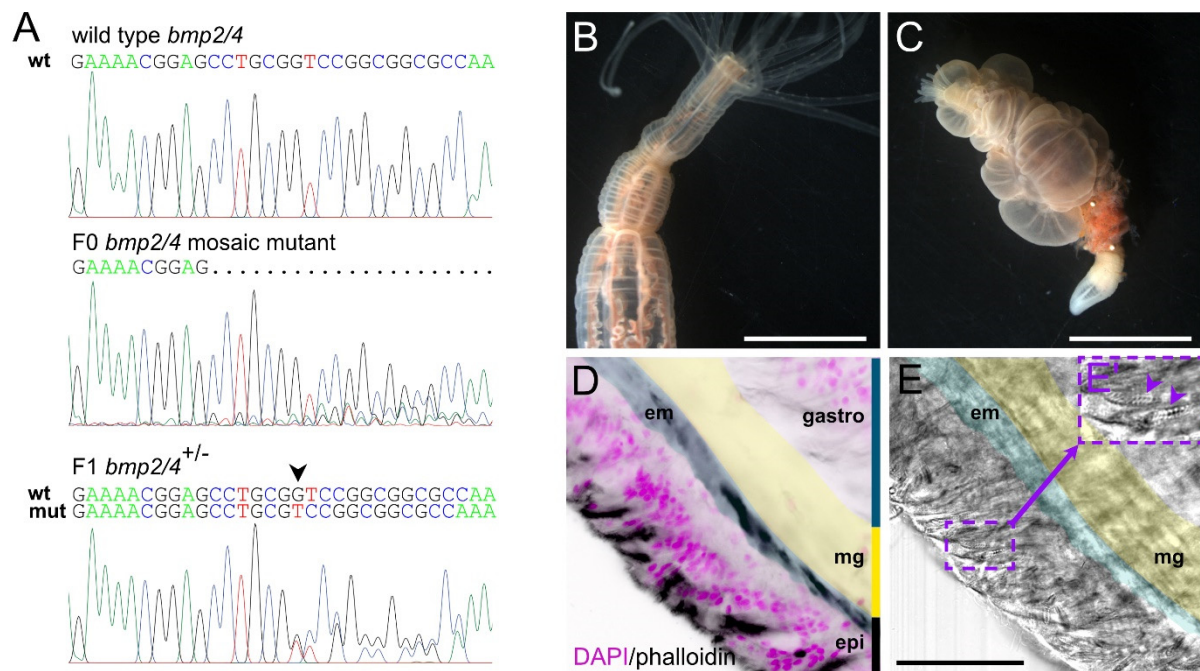 A
wild type bmp2/4
wt GAAAACGGAGCCTGCGGTCCGGCGGCGCCAA
F0 bmp2/4 mosaic mutant
GAAAACGGAG.....................
F1 bmp2/4+/-
wt GAAAACGGAGCCTGCGGTCCGGCGGCGCCAA
mut GAAAACGGAGCCTGCGTCCGGCGGCGCCAAA
B
C
D
em
gastro
mg
epi
DAPI/phalloidin
E
E'
em
mg